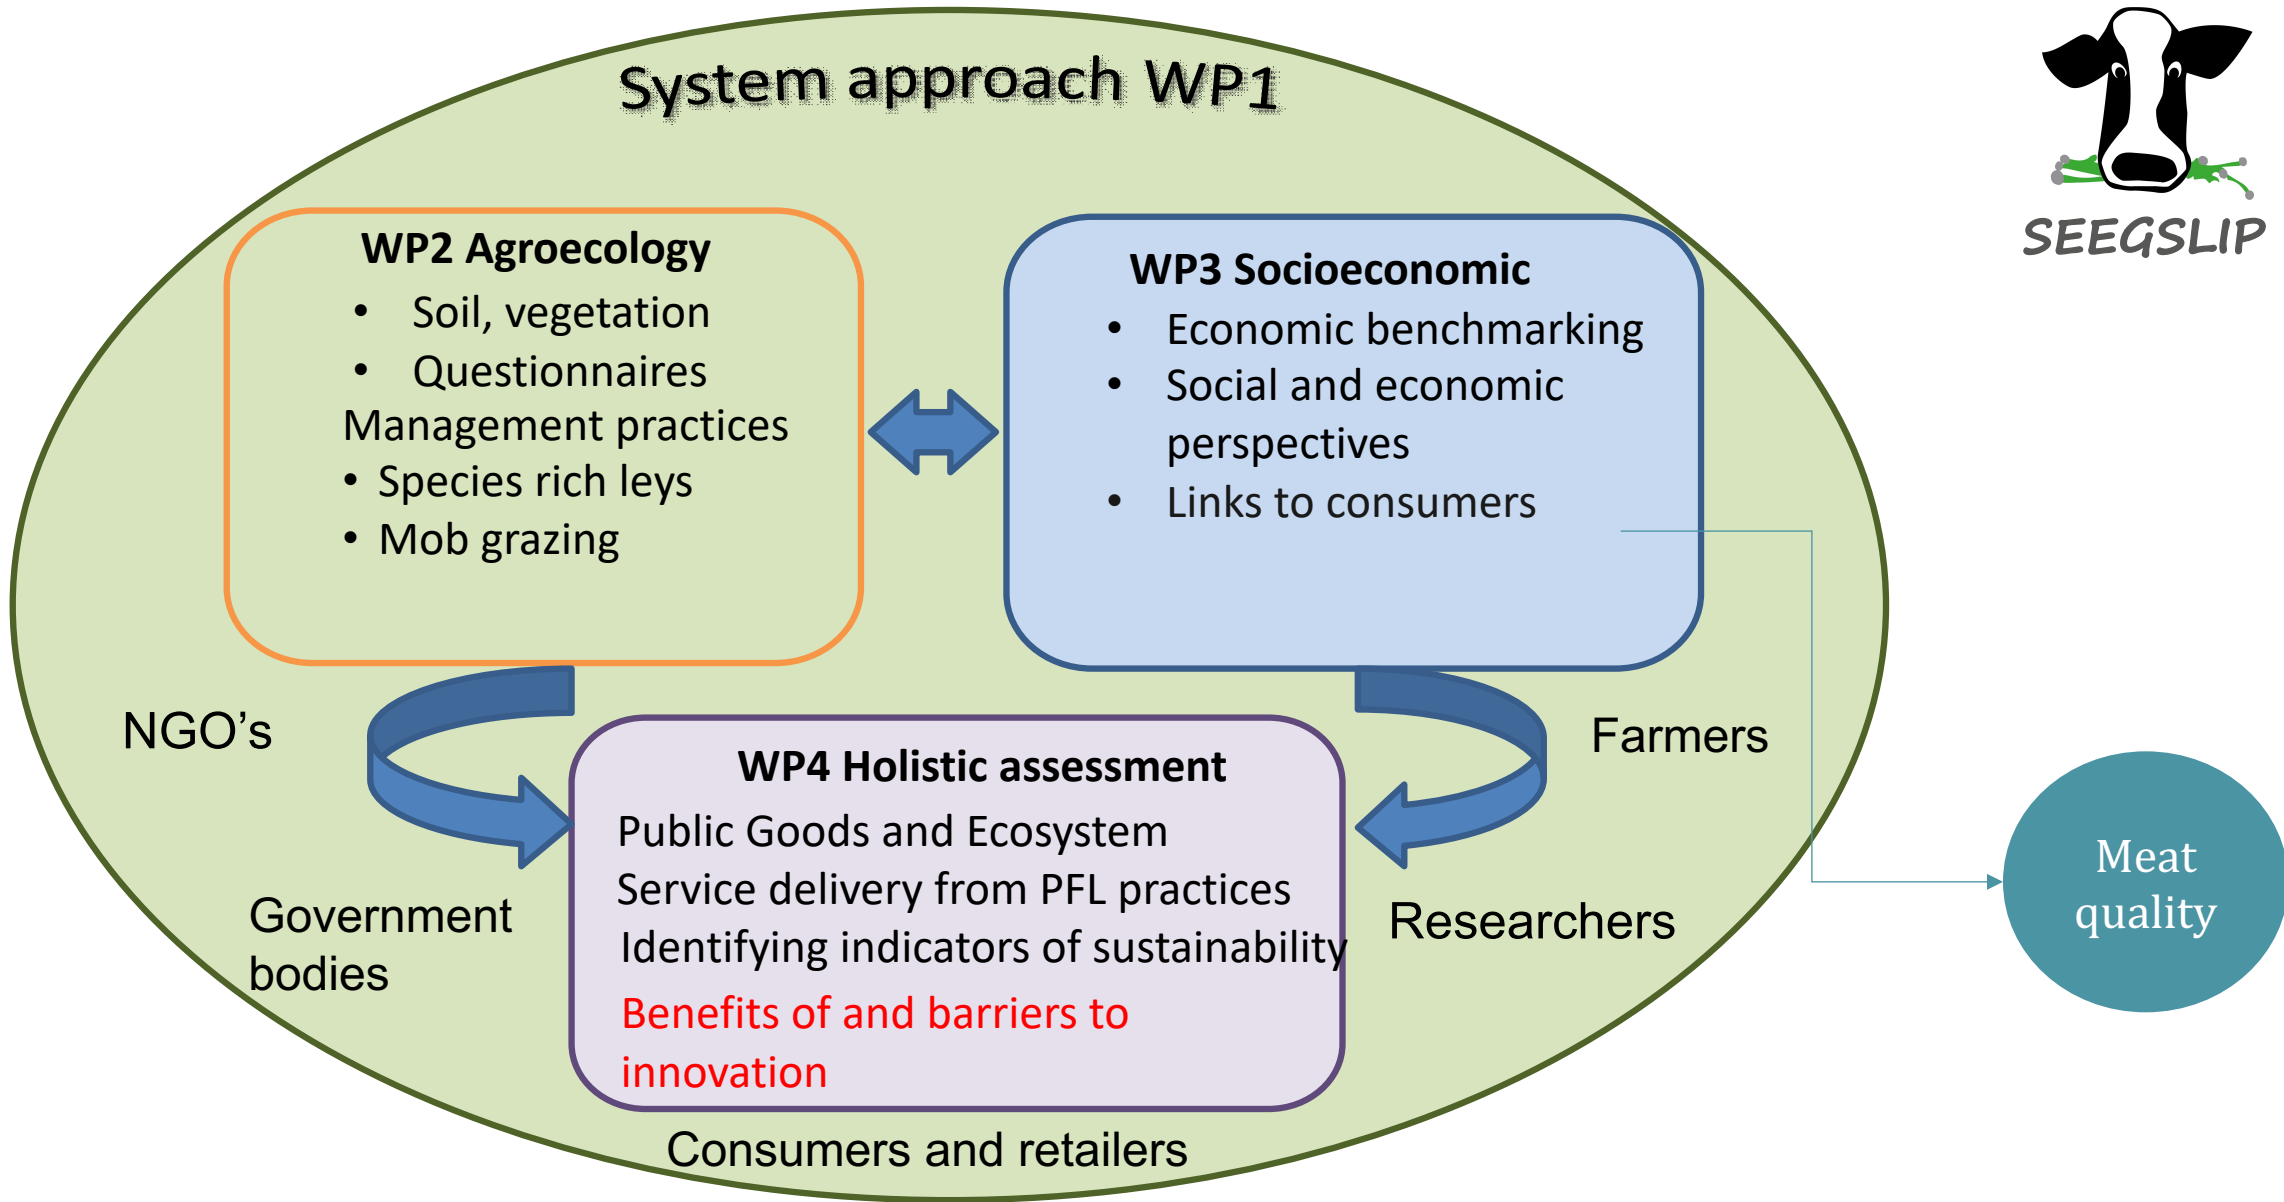 System approach WP1
SEEGSLIP
WP2 Agroecology
• Soil, vegetation
• Questionnaires
Management practices
• Species rich leys
• Mob grazing
WP3 Socioeconomic
• Economic benchmarking
• Social and economic
perspectives
• Links to consumers
NGO’s
Farmers
WP4 Holistic assessment
Public Goods and Ecosystem
Service delivery from PFL practices
Identifying indicators of sustainability
Benefits of and barriers to
innovation
Government
bodies
Researchers
Meat
quality
Consumers and retailers